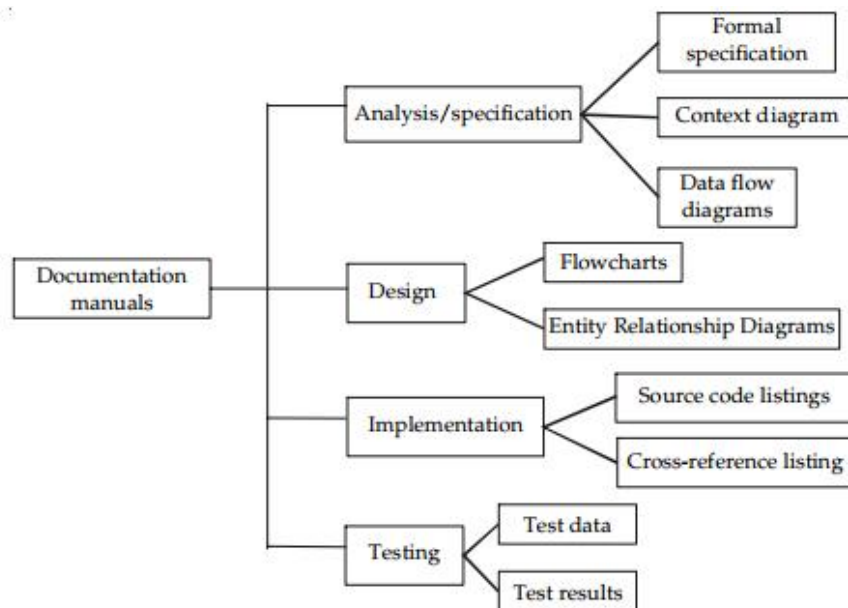 Formal
specification
Analysis/specification
Context diagram
Data flow
diagrams
Documentation
manuals
Design
Flowcharts
Entity Relationship Diagrams
Implementation
Source code listings
Cross-reference listing
Testing
Test data
Test results